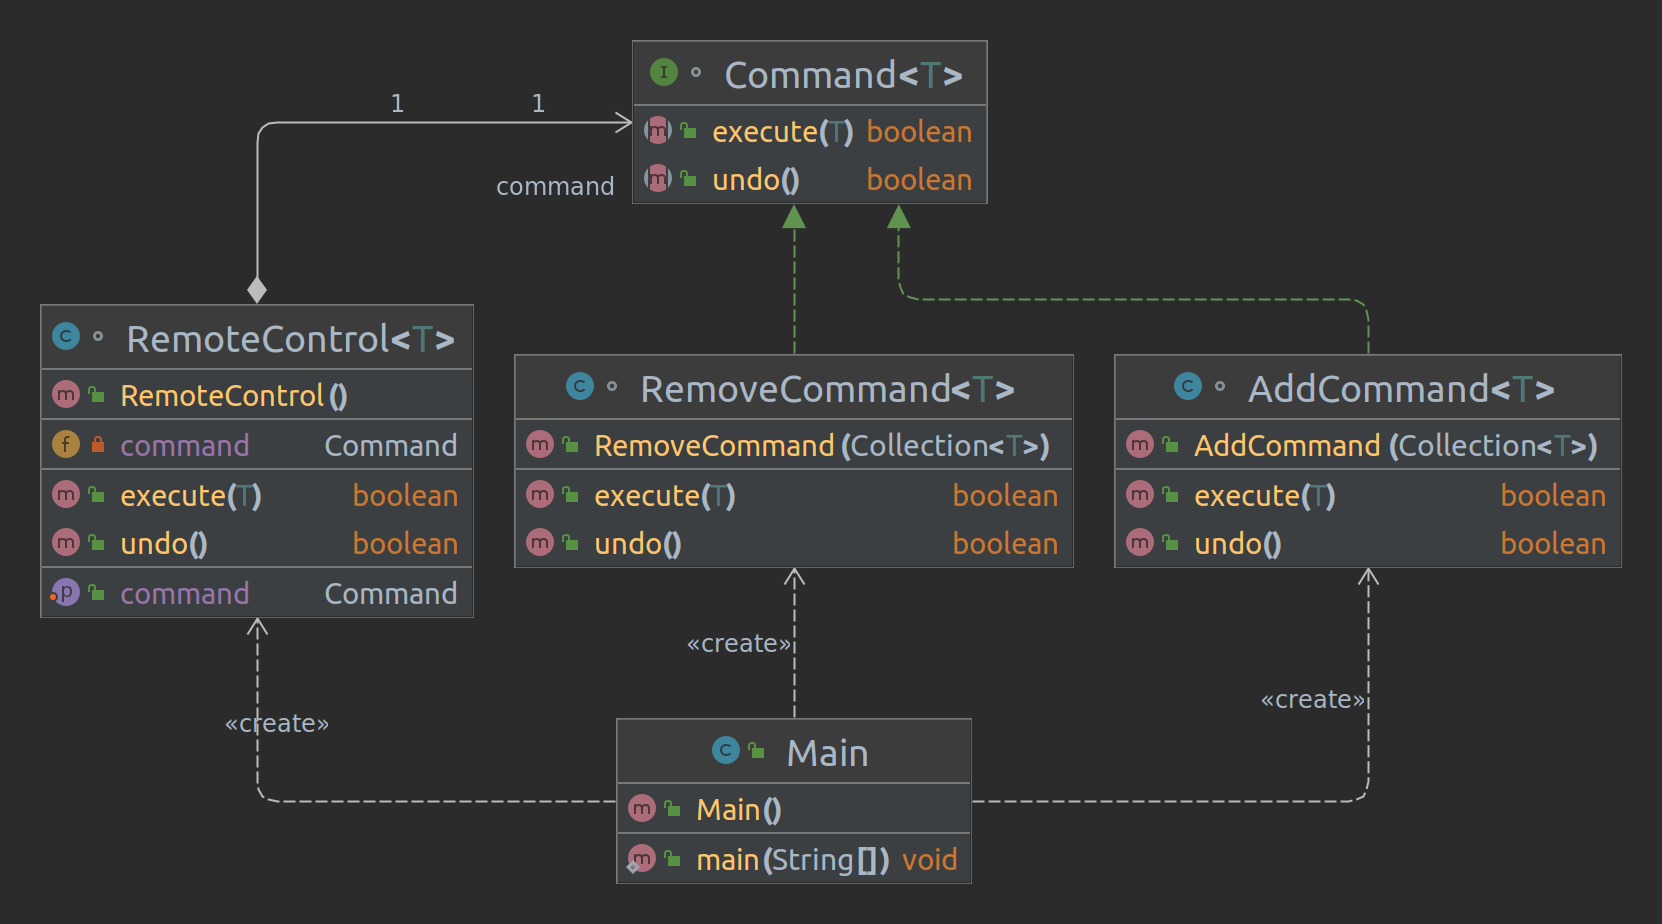 Command<T>
execute(T) boolean
undo() boolean
1 1
command
RemoteControl<T>
RemoteControl()
command Command
execute(T) boolean
undo() boolean
command Command
RemoveCommand<T>
RemoveCommand(Collection<T>)
execute(T) boolean
undo() boolean
AddCommand<T>
AddCommand(Collection<T>)
execute(T) boolean
undo() boolean
«create»
«create»
«create»
Main
Main()
main(String[]) void